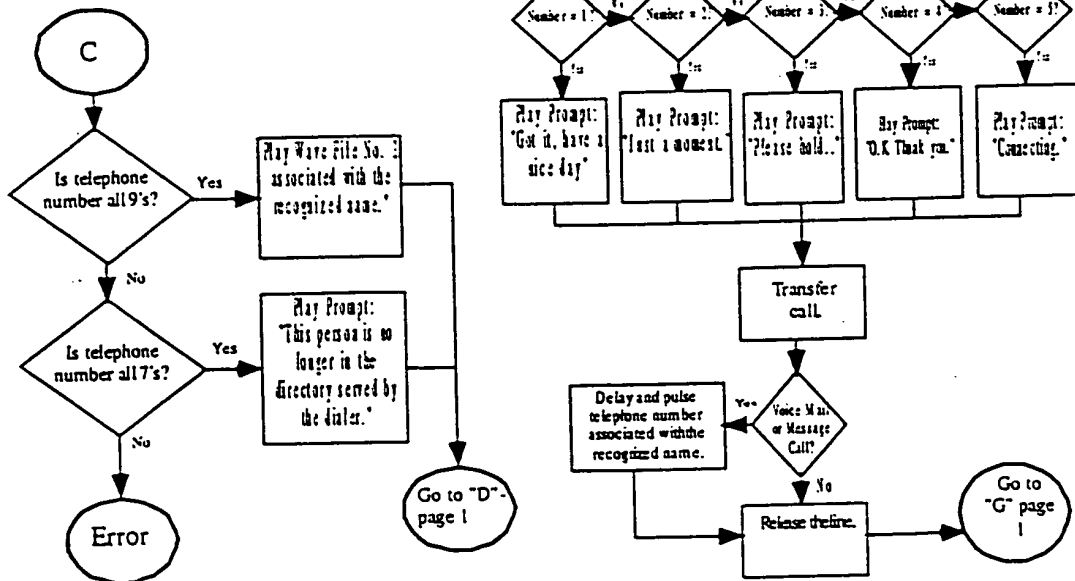 C
Is telephone
number all 9's?
Yes
Play Wave File No.
associated with the
recognized name."
No
Is telephone
number all 7's?
Yes
Play Prompt:
"This person is no
longer in the
directory served by
the dialer."
No
Error
Go to "D"-
page 1
Number = 1?
No
Number = 2?
No
Number = 3?
Number = 4?
Number = 5?
Yes
Yes
Yes
Yes
Yes
Play Prompt:
"Got it, have a
nice day"
Play Prompt:
"Just a moment."
Play Prompt:
"Please hold.."
Play Prompt:
"O.K. Thank you."
Play Prompt:
"Connecting."
Transfer
call.
Voice Mail
or Message
Call?
Yes
Delay and pulse
telephone number
associated with the
recognized name.
No
Release the line.
Go to
"G" page
1